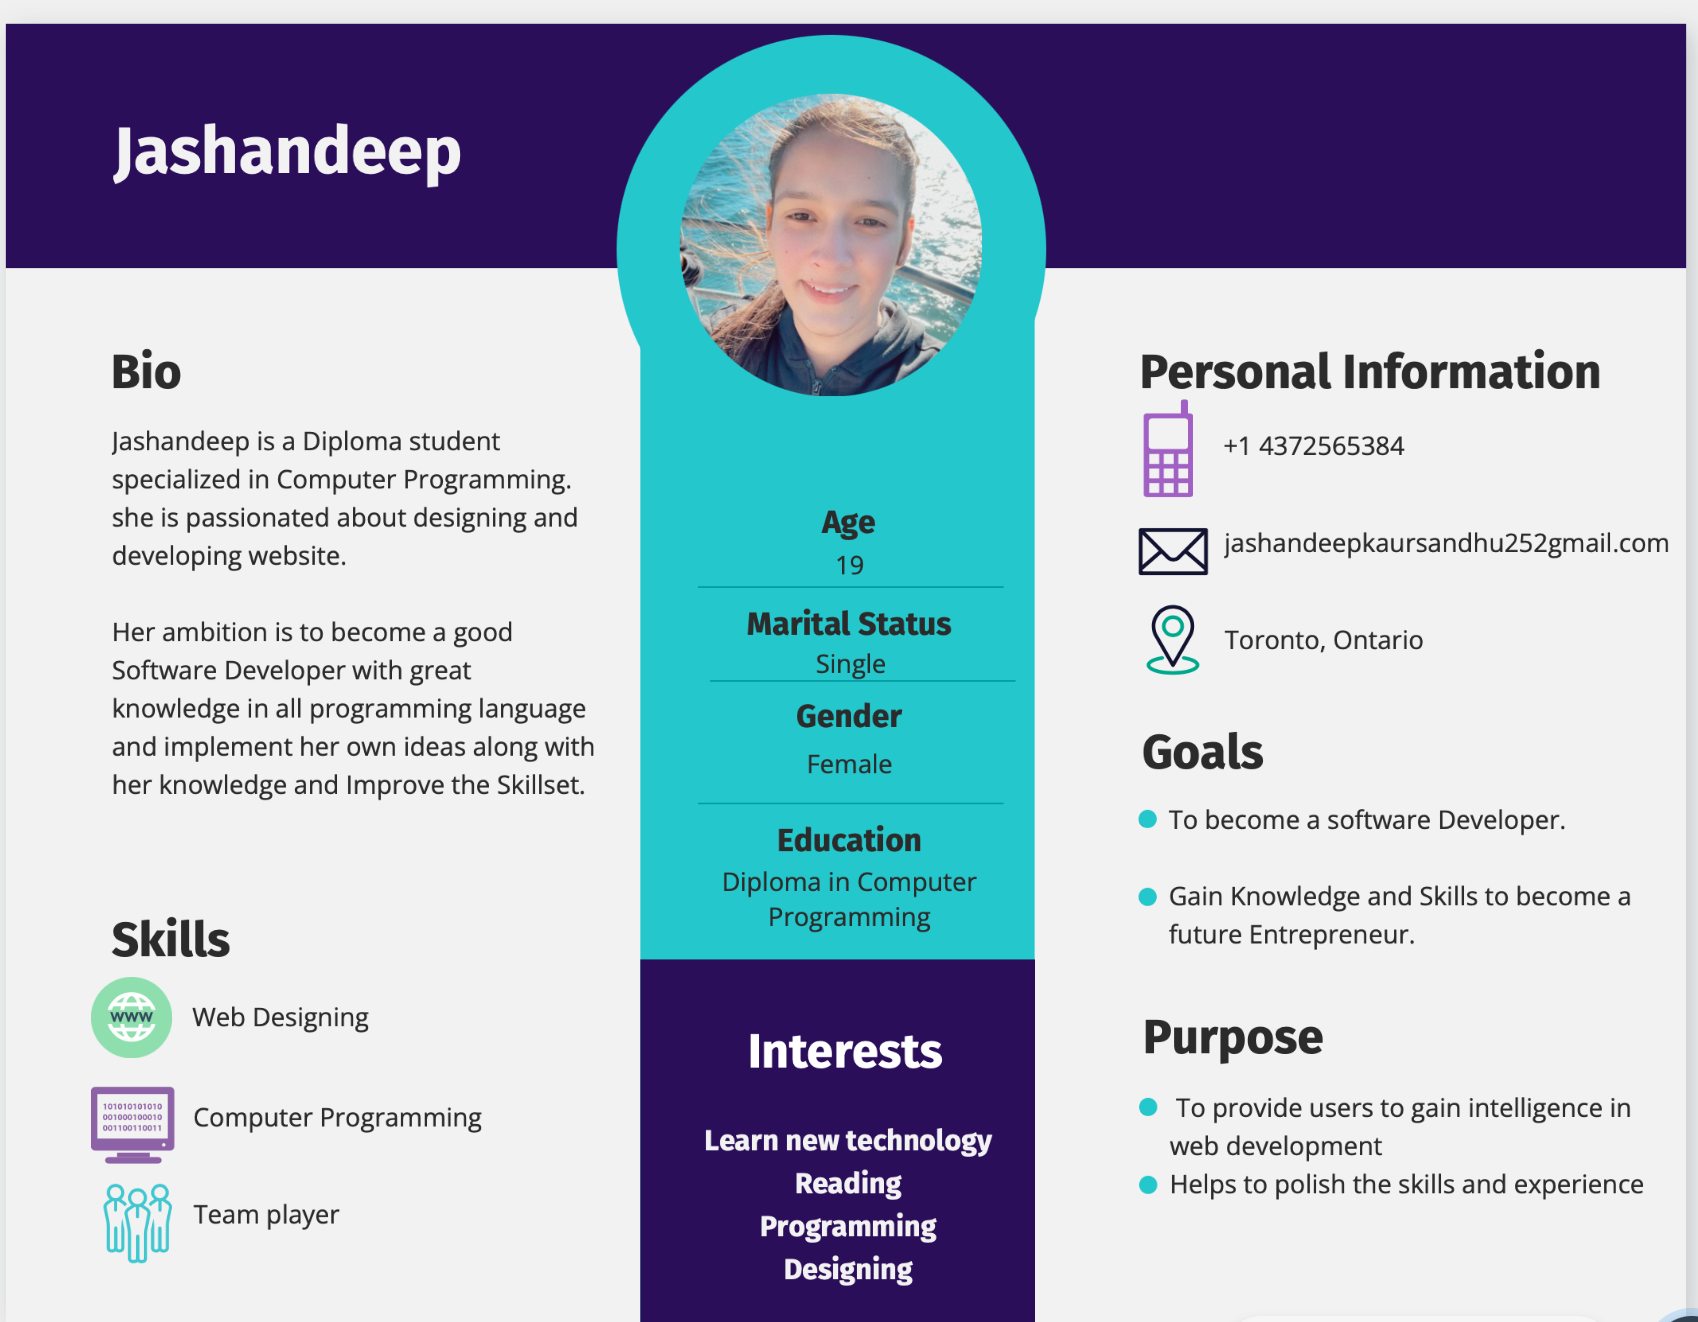 Jashandeep
Bio
Jashandeep is a Diploma student
specialized in Computer Programming.
she is passionated about designing and
developing website.
Her ambition is to become a good
Software Developer with great
knowledge in all programming language
and implement her own ideas along with
her knowledge and Improve the Skillset.
Skills
www
Web Designing
101010101010
001000100010
001100110011
Computer Programming
Team player
Age
19
Marital Status
Single
Gender
Female
Education
Diploma in Computer
Programming
Interests
Learn new technology
Reading
Programming
Designing
Personal Information
+1 4372565384
jashandeepkaursandhu252gmail.com
Toronto, Ontario
Goals
To become a software Developer.
Gain Knowledge and Skills to become a
future Entrepreneur.
Purpose
To provide users to gain intelligence in
web development
Helps to polish the skills and experience